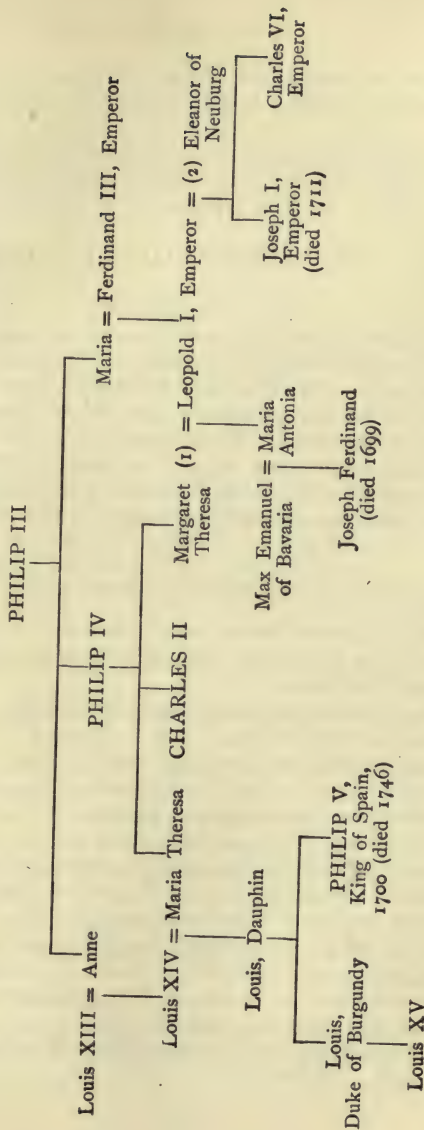 PHILIP III
Louis XIII = Anne
PHILIP IV
Maria = Ferdinand III, Emperor
Louis XIV = Maria Theresa
CHARLES II
Margaret
Theresa
(1) = Leopold I, Emperor = (2) Eleanor of
Neuburg
Louis, Dauphin
Max Emanuel = Maria
of Bavaria Antonia
Joseph I,
Emperor
(died 1711)
Charles VI,
Emperor
Louis,
Duke of Burgundy
PHILIP V,
King of Spain,
1700 (died 1746)
Joseph Ferdinand
(died 1699)
Louis XV